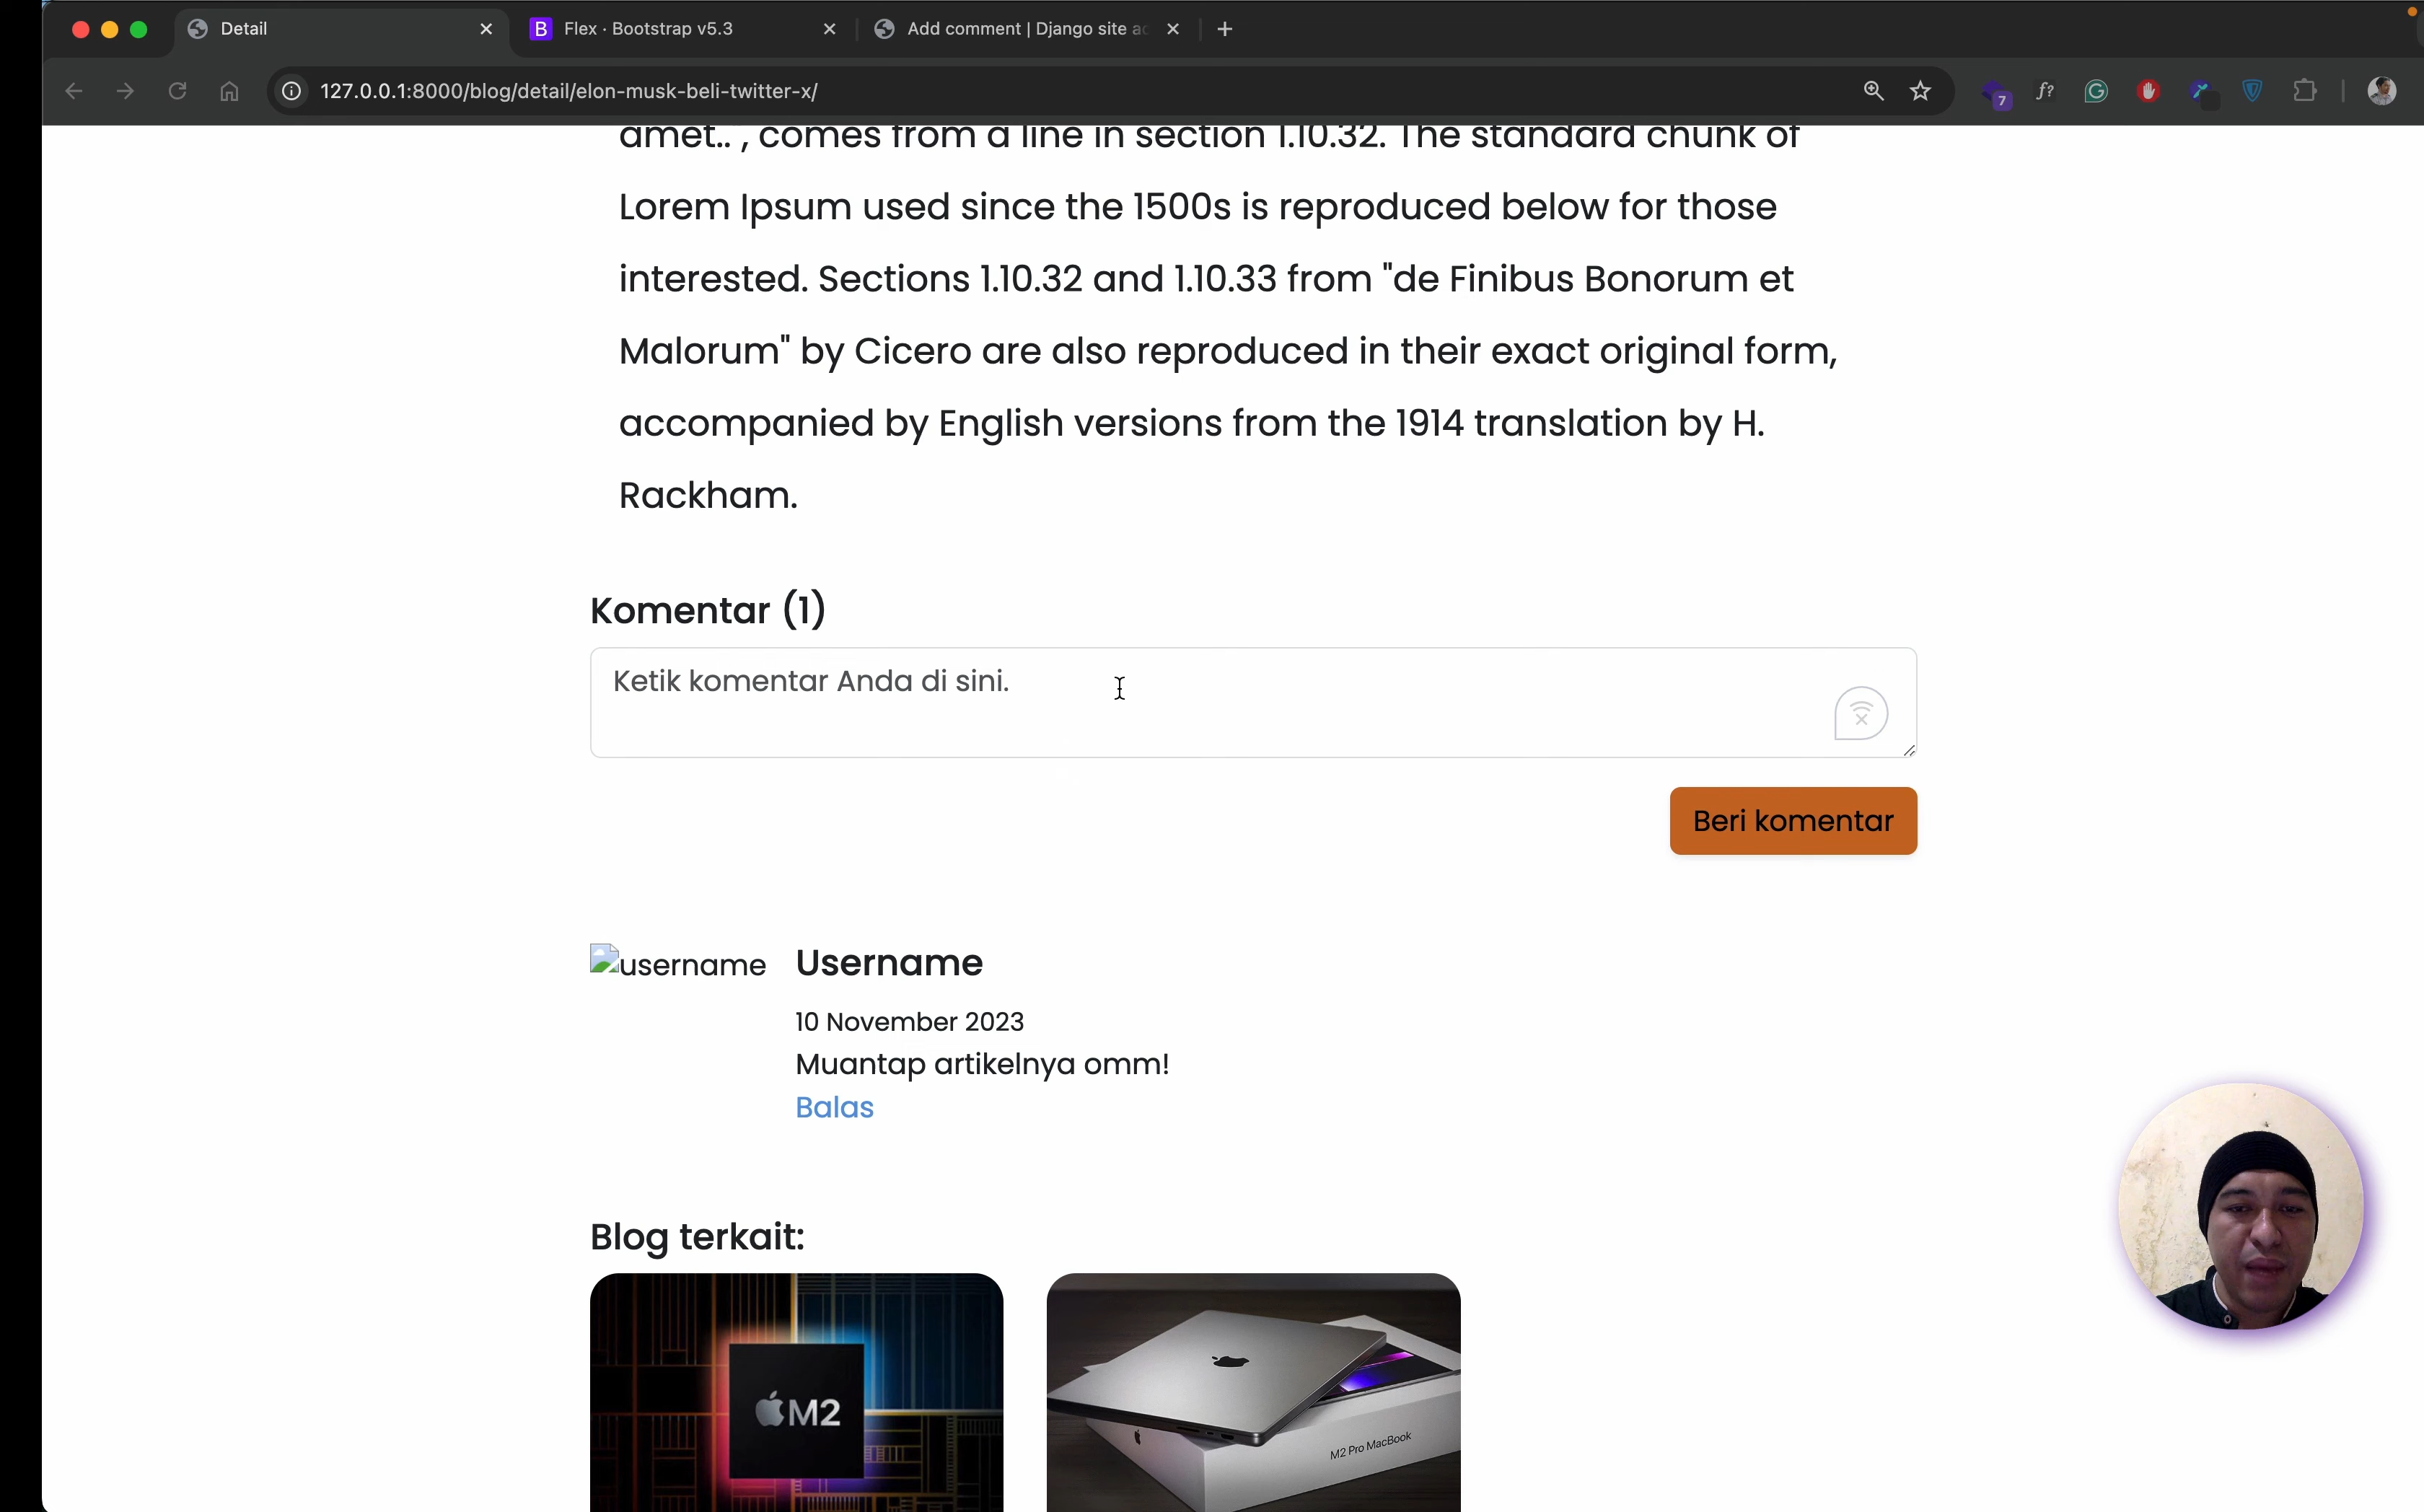 Detail
Flex · Bootstrap v5.3
Add comment | Django site ac
127.0.0.1:8000/blog/detail/elon-musk-beli-twitter-x/
7
f?
amet.. , comes from a line in section 1.10.32. The standard chunk of
Lorem Ipsum used since the 1500s is reproduced below for those
interested. Sections 1.10.32 and 1.10.33 from "de Finibus Bonorum et
Malorum" by Cicero are also reproduced in their exact original form,
accompanied by English versions from the 1914 translation by H.
Rackham.
Komentar (1)
Ketik komentar Anda di sini.
Beri komentar
username
Username
10 November 2023
Muantap artikelnya omm!
Balas
Blog terkait:
M2
M2 Pro MacBook